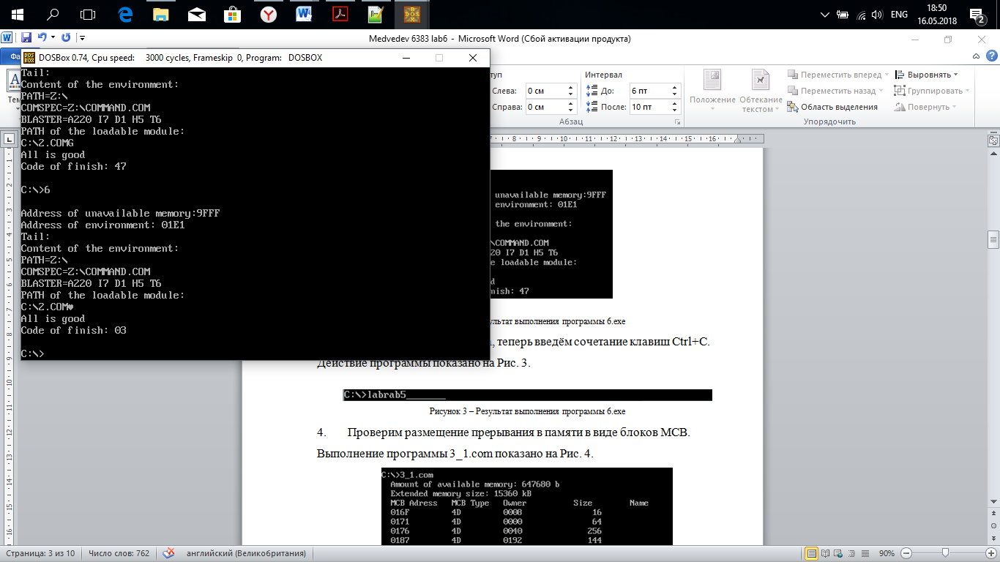 18:50
ENG
16.05.2018
2
Medvedev 6383 lab6 - Microsoft Word (Сбой активации продукта)
DOSBox 0.74, Cpu speed: 3000 cycles, Frameskip 0, Program: DOSBOX
Tail:
Content of the environment:
PATH=Z:\
COMSPEC=Z:\COMMAND.COM
BLASTER=A220 I7 D1 H5 T6
PATH of the loadable module:
C:\2.COMG
All is good
Code of finish: 47
C:\>6
Address of unavailable memory:9FFF
Address of environment: 01E1
Tail:
Content of the environment:
PATH=Z:\
COMSPEC=Z:\COMMAND.COM
BLASTER=A220 I7 D1 H5 T6
PATH of the loadable module:
C:\2.COM♥
All is good
Code of finish: 03
C:\>
Слева: 0 см
Справа: 0 см
Интервал
До: 6 пт
После: 10 пт
Абзац
Положение
Обтекание текстом
Переместить вперед
Переместить назад
Область выделения
Выровнять
Группировать
Повернуть
Упорядочить
7 8 9 10 11 12 13 14 15 16
unavailable memory:9FFF
environment: 01E1
the environment:
\COMMAND.COM
20 I7 D1 H5 T6
e loadable module:
d
nish: 47
зультат выполнения программы 6.exe
, теперь введём сочетание клавиш Ctrl+C.
Действие программы показано на Рис. 3.
C:\>labrab5_______
Рисунок 3 – Результат выполнения программы 6.exe
4. Проверим размещение прерывания в памяти в виде блоков MCB.
Выполнение программы 3_1.com показано на Рис. 4.
C:\>3_1.com
Amount of available memory: 647680 b
Extended memory size: 15360 kB
MCB Adress MCB Type Owner Size Name
016F 4D 0008 16
0171 4D 0000 64
0176 4D 0040 256
0187 4D 0192 144
Страница: 3 из 10 Число слов: 762 английский (Великобритания) 90%